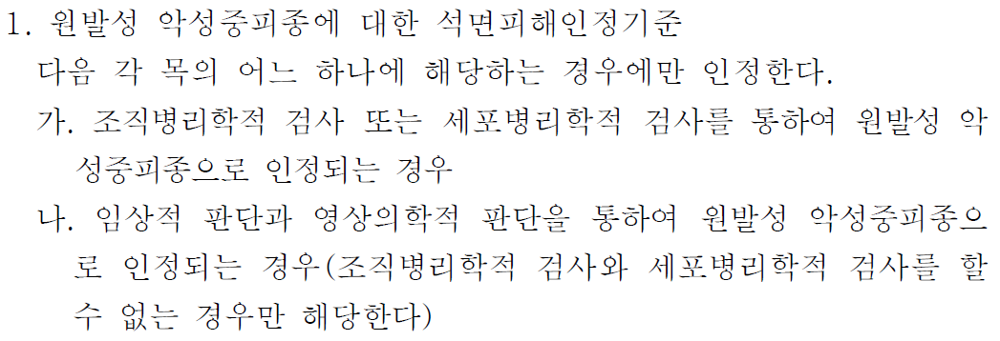 1. 원발성 악성중피종에 대한 석면피해인정기준
다음 각 목의 어느 하나에 해당하는 경우에만 인정한다.
가. 조직병리학적 검사 또는 세포병리학적 검사를 통하여 원발성 악
성중피종으로 인정되는 경우
나. 임상적 판단과 영상의학적 판단을 통하여 원발성 악성중피종으
로 인정되는 경우(조직병리학적 검사와 세포병리학적 검사를 할
수 없는 경우만 해당한다)